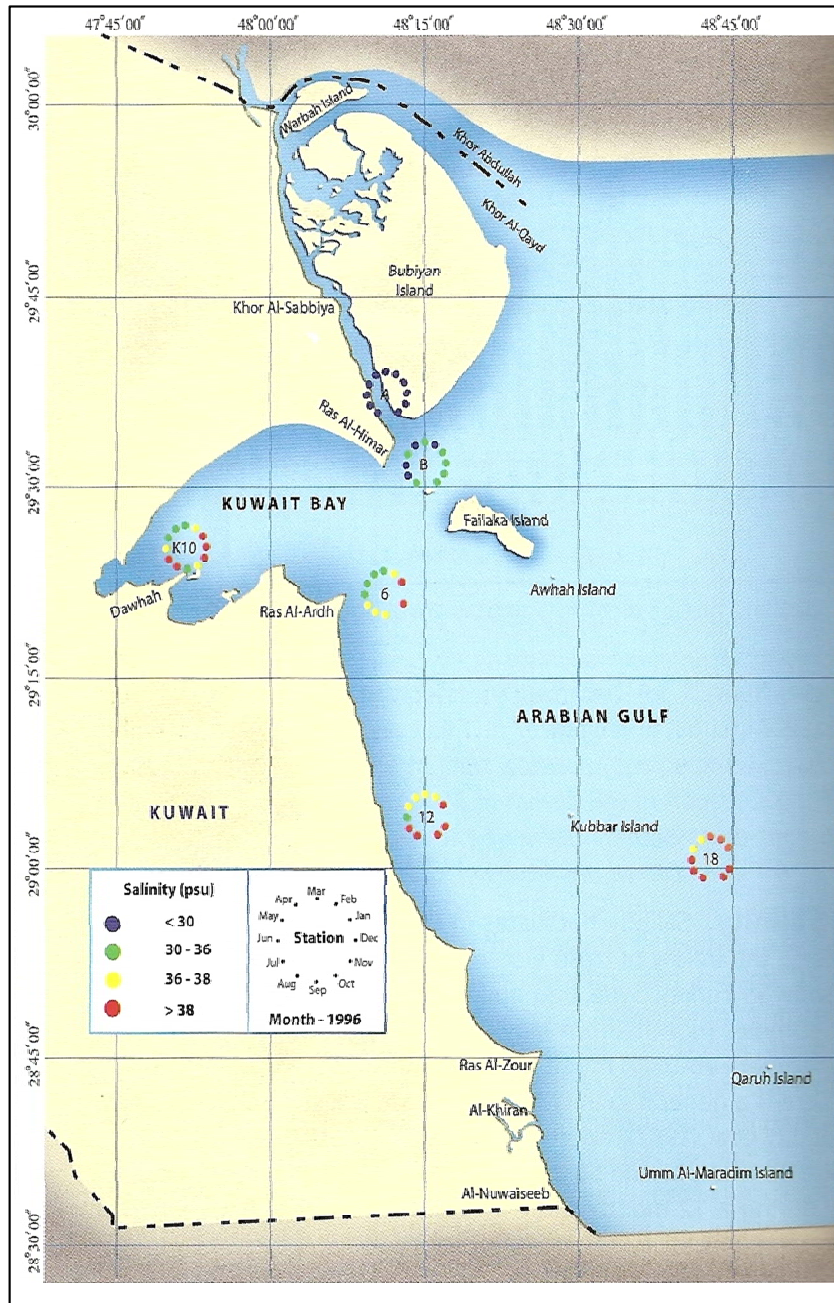 47°45'00"
48°00'00"
48°15'00"
48°30'00"
48°45'00"
30°00'00"
29°45'00"
29°30'00"
29°15'00"
29°00'00"
28°45'00"
28°30'00"
Warbah Island
Khor Abdullah
Khor Al-Qayd
Bubiyan
Island
Khor Al-Sabbiya
A
Ras Al-Himar
B
KUWAIT BAY
Failaka Island
K10
Dawhah
Ras Al-Ardh
6
Awhah Island
ARABIAN GULF
KUWAIT
12
Kubbar Island
18
Salinity (psu)
< 30
30 - 36
36 - 38
> 38
Mar
Apr
Feb
May
Jan
Jun
Station
Dec
Jul
Nov
Aug
Sep
Oct
Month - 1996
Ras Al-Zour
Qaruh Island
Al-Khiran
Umm Al-Maradim Island
Al-Nuwaiseeb